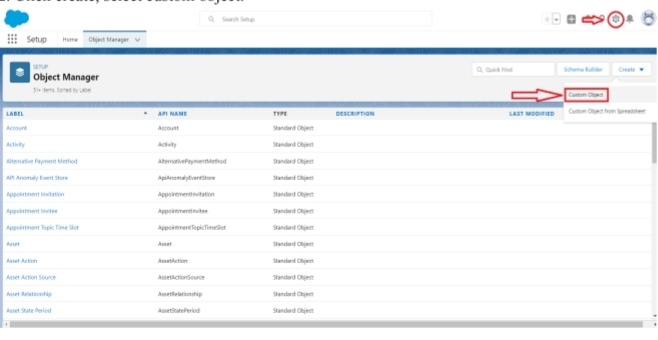 2. Click create, select custom object.
Search Setup
Setup Home Object Manager
SETUP
Object Manager
51+ Items, Sorted by Label
Quick Find
Schema Builder
Create
Custom Object
Custom Object from Spreadsheet
LABEL API NAME TYPE DESCRIPTION LAST MODIFIED
Account Account Standard Object
Activity Activity Standard Object
Alternative Payment Method AlternativePaymentMethod Standard Object
API Anomaly Event Store ApiAnomalyEventStore Standard Object
Appointment Invitation AppointmentInvitation Standard Object
Appointment Invitee AppointmentInvitee Standard Object
Appointment Topic Time Slot AppointmentTopicTimeSlot Standard Object
Asset Asset Standard Object
Asset Action AssetAction Standard Object
Asset Action Source AssetActionSource Standard Object
Asset Relationship AssetRelationship Standard Object
Asset State Period AssetStatePeriod Standard Object